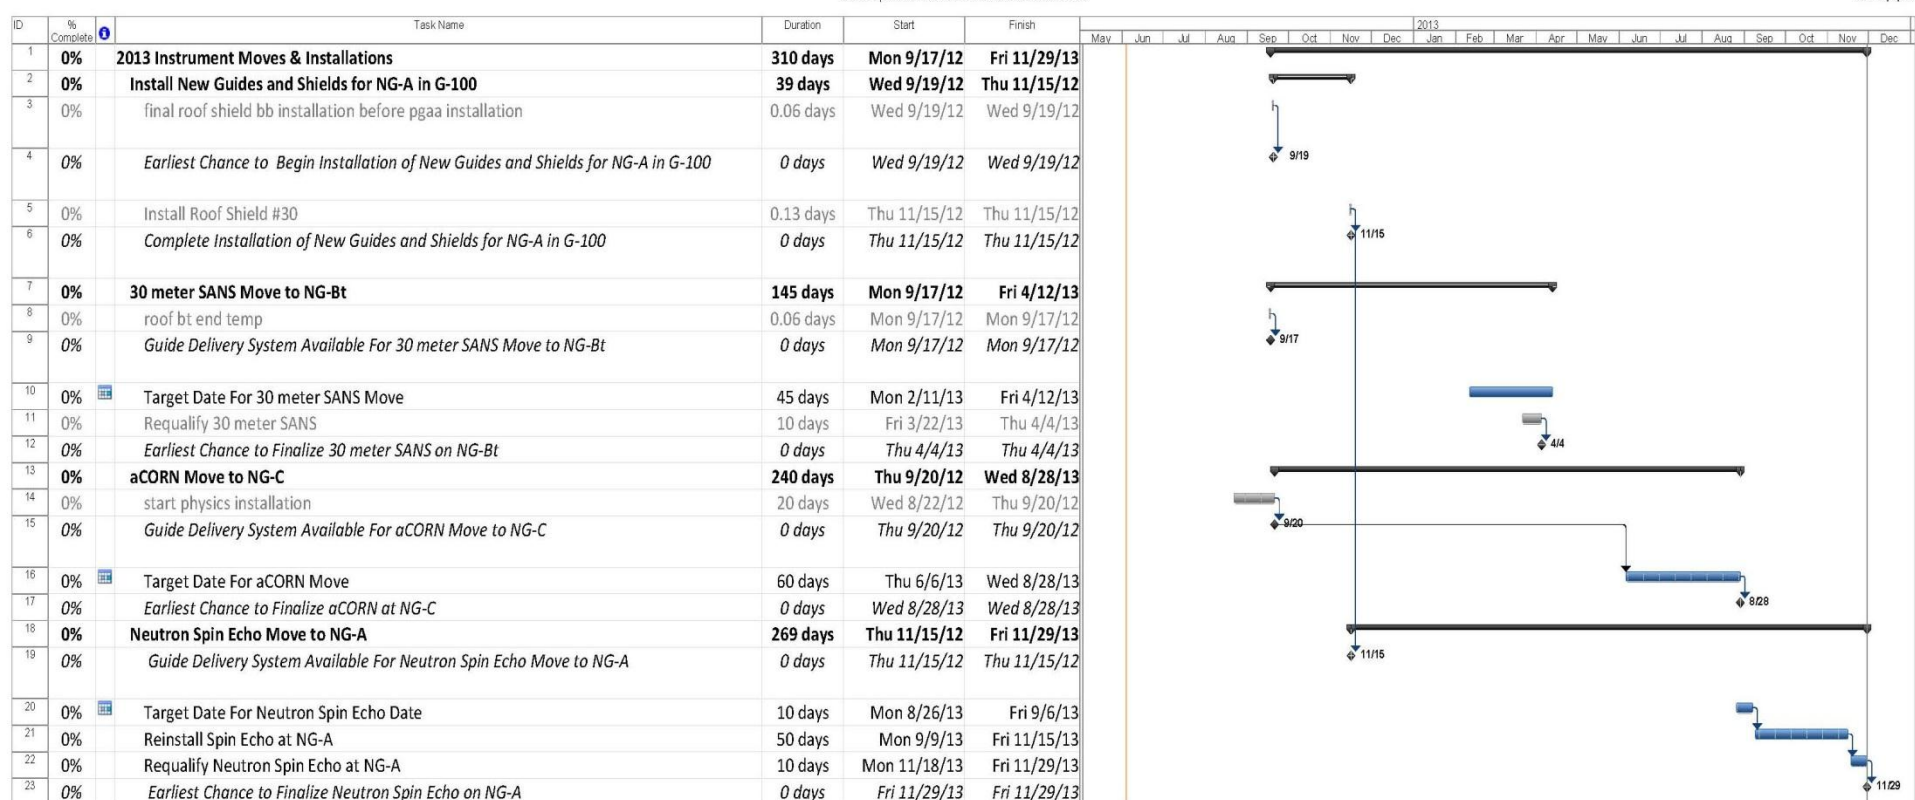 ID % Complete Task Name Duration Start Finish
2013
May Jun Jul Aug Sep Oct Nov Dec Jan Feb Mar Apr May Jun Jul Aug Sep Oct Nov Dec
1 0% 2013 Instrument Moves & Installations 310 days Mon 9/17/12 Fri 11/29/13
2 0% Install New Guides and Shields for NG-A in G-100 39 days Wed 9/19/12 Thu 11/15/12
3 0% final roof shield bb installation before pgaa installation 0.06 days Wed 9/19/12 Wed 9/19/12
4 0% Earliest Chance to Begin Installation of New Guides and Shields for NG-A in G-100 0 days Wed 9/19/12 Wed 9/19/12 9/19
5 0% Install Roof Shield #30 0.13 days Thu 11/15/12 Thu 11/15/12
6 0% Complete Installation of New Guides and Shields for NG-A in G-100 0 days Thu 11/15/12 Thu 11/15/12 11/15
7 0% 30 meter SANS Move to NG-Bt 145 days Mon 9/17/12 Fri 4/12/13
8 0% roof bt end temp 0.06 days Mon 9/17/12 Mon 9/17/12
9 0% Guide Delivery System Available For 30 meter SANS Move to NG-Bt 0 days Mon 9/17/12 Mon 9/17/12 9/17
10 0% Target Date For 30 meter SANS Move 45 days Mon 2/11/13 Fri 4/12/13
11 0% Requalify 30 meter SANS 10 days Fri 3/22/13 Thu 4/4/13
12 0% Earliest Chance to Finalize 30 meter SANS on NG-Bt 0 days Thu 4/4/13 Thu 4/4/13 4/4
13 0% aCORN Move to NG-C 240 days Thu 9/20/12 Wed 8/28/13
14 0% start physics installation 20 days Wed 8/22/12 Thu 9/20/12
15 0% Guide Delivery System Available For aCORN Move to NG-C 0 days Thu 9/20/12 Thu 9/20/12 9/20
16 0% Target Date For aCORN Move 60 days Thu 6/6/13 Wed 8/28/13
17 0% Earliest Chance to Finalize aCORN at NG-C 0 days Wed 8/28/13 Wed 8/28/13 8/28
18 0% Neutron Spin Echo Move to NG-A 269 days Thu 11/15/12 Fri 11/29/13
19 0% Guide Delivery System Available For Neutron Spin Echo Move to NG-A 0 days Thu 11/15/12 Thu 11/15/12 11/15
20 0% Target Date For Neutron Spin Echo Date 10 days Mon 8/26/13 Fri 9/6/13
21 0% Reinstall Spin Echo at NG-A 50 days Mon 9/9/13 Fri 11/15/13
22 0% Requalify Neutron Spin Echo at NG-A 10 days Mon 11/18/13 Fri 11/29/13
23 0% Earliest Chance to Finalize Neutron Spin Echo on NG-A 0 days Fri 11/29/13 Fri 11/29/13 11/29